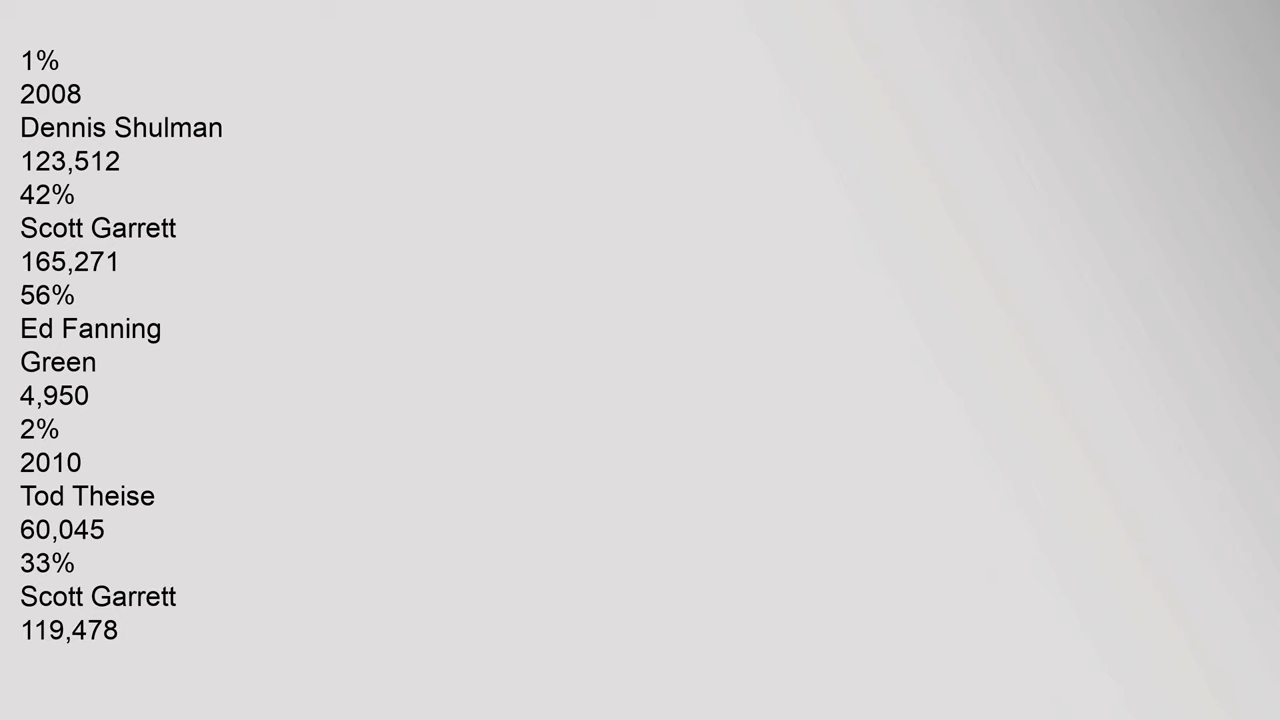 1%
2008
Dennis Shulman
123,512
42%
Scott Garrett
165,271
56%
Ed Fanning
Green
4,950
2%
2010
Tod Theise
60,045
33%
Scott Garrett
119,478